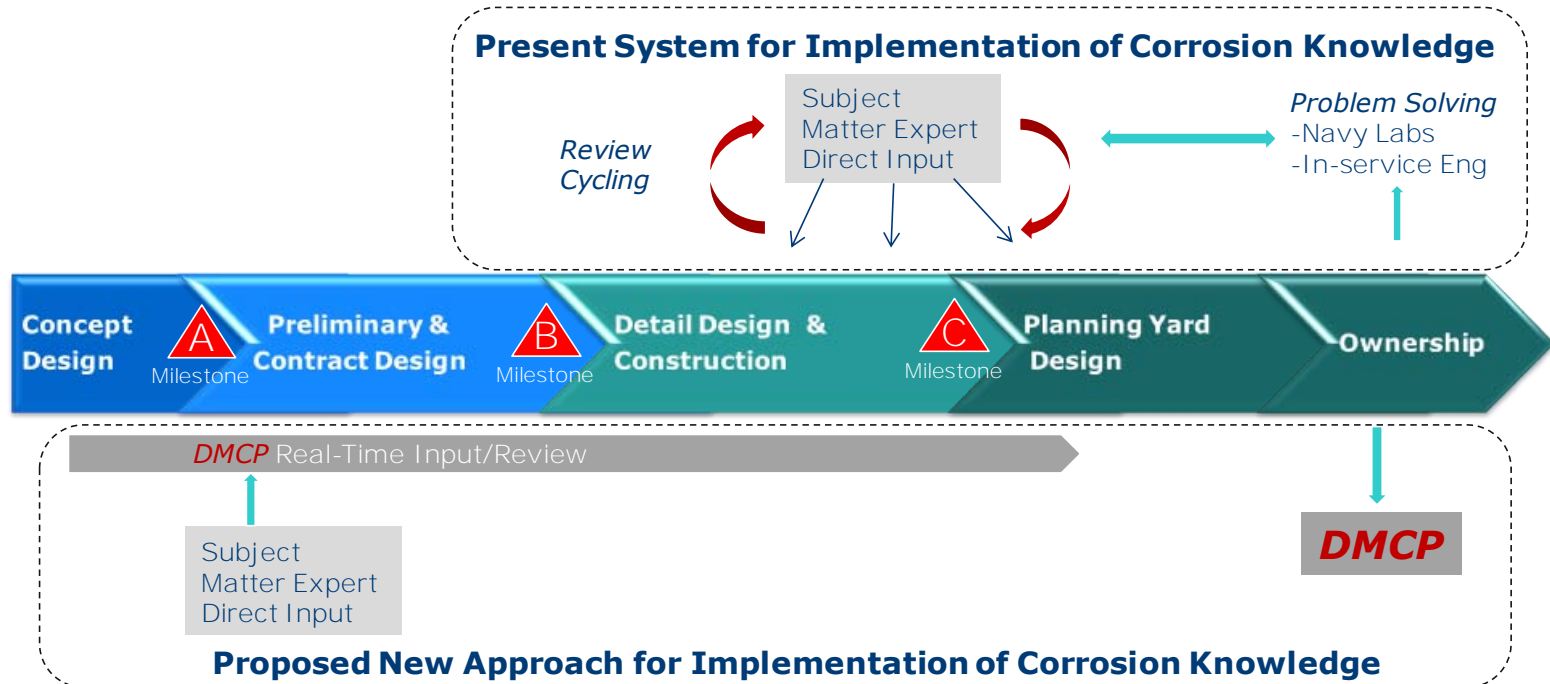 Present System for Implementation of Corrosion Knowledge
Subject
Matter Expert
Direct Input
Review
Cycling
Problem Solving
-Navy Labs
-In-service Eng
Concept
Design
A
Milestone
Preliminary &
Contract Design
B
Milestone
Detail Design &
Construction
C
Milestone
Planning Yard
Design
Ownership
DMCP Real-Time Input/Review
Subject
Matter Expert
Direct Input
DMCP
Proposed New Approach for Implementation of Corrosion Knowledge